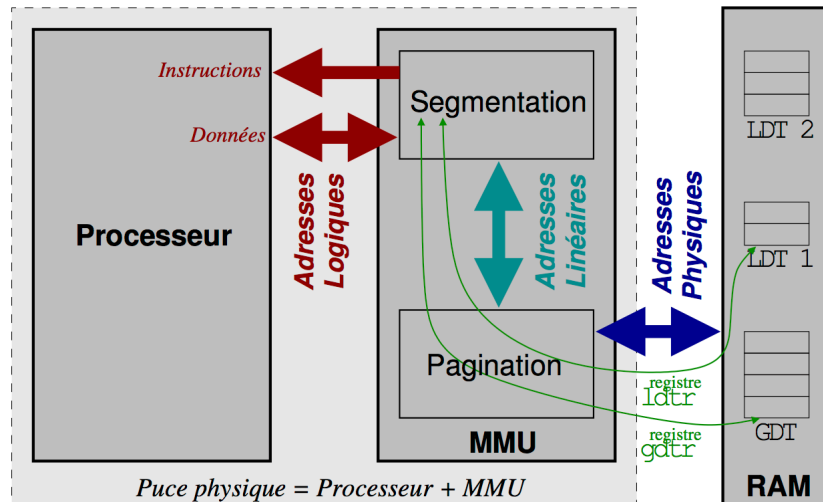 Instructions
Données
Processeur
Adresses
Logiques
Segmentation
Adresses
Linéaires
Pagination
MMU
Adresses
Physiques
registre
ldtr
registre
gdtr
LDT 2
LDT 1
GDT
RAM
Puce physique = Processeur + MMU